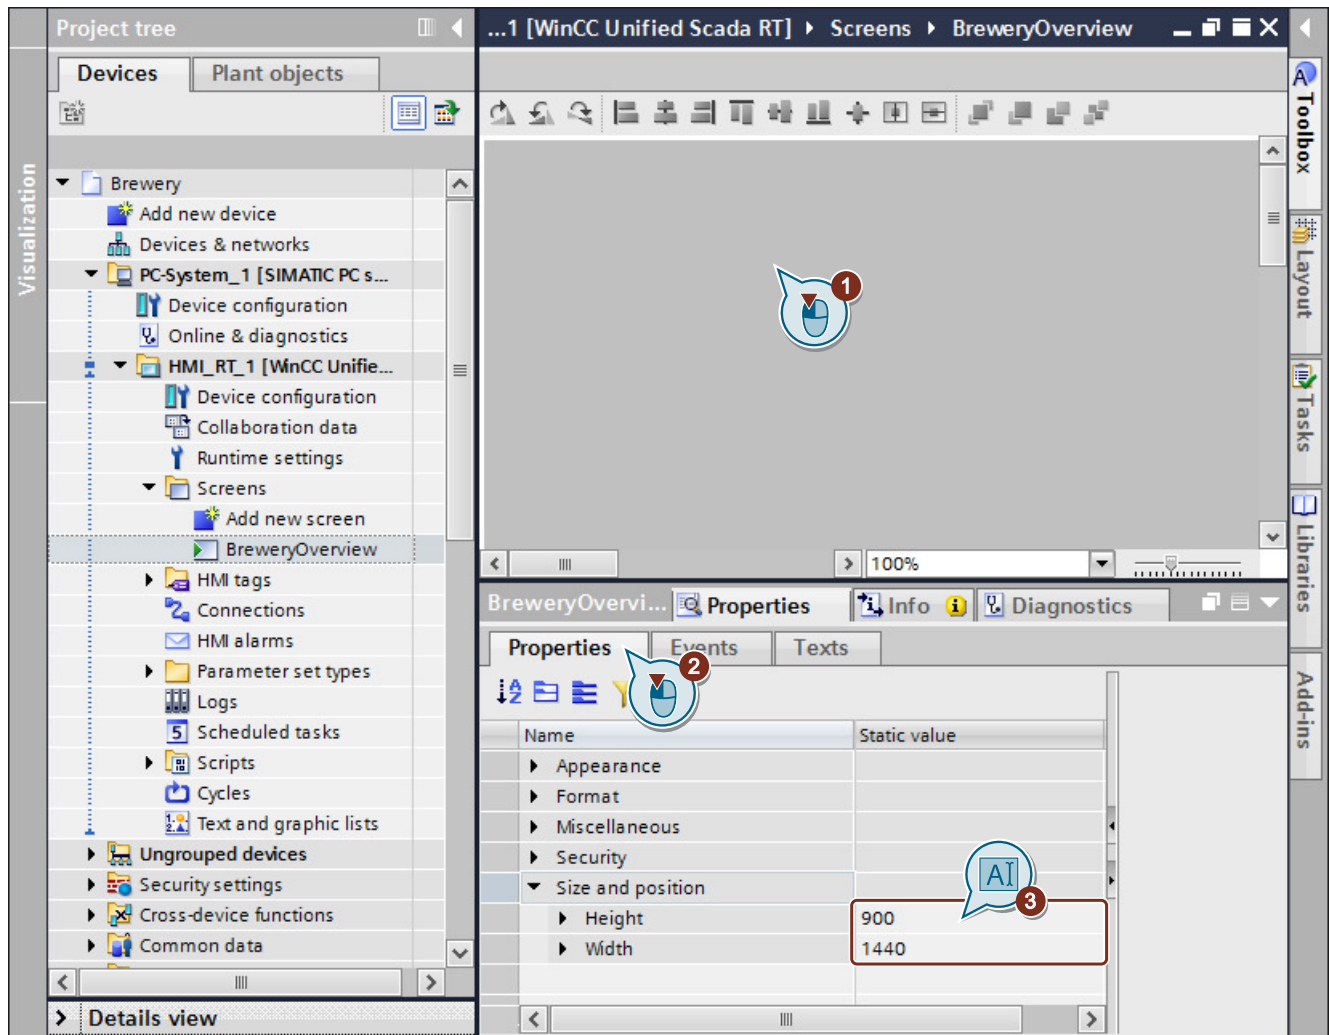 Project tree
Devices
Plant objects
Visualization
Brewery
Add new device
Devices & networks
PC-System_1 [SIMATIC PC s...
Device configuration
Online & diagnostics
HMI_RT_1 [WinCC Unifie...
Device configuration
Collaboration data
Runtime settings
Screens
Add new screen
BreweryOverview
HMI tags
Connections
HMI alarms
Parameter set types
Logs
Scheduled tasks
Scripts
Cycles
Text and graphic lists
Ungrouped devices
Security settings
Cross-device functions
Common data
Details view
...1 [WinCC Unified Scada RT] Screens BreweryOverview
1
100%
BreweryOvervi... Properties Info Diagnostics
Properties Events Texts
2
Name Static value
Appearance
Format
Miscellaneous
Security
Size and position
AI
3
Height 900
Width 1440
Toolbox
Layout
Tasks
Libraries
Add-ins